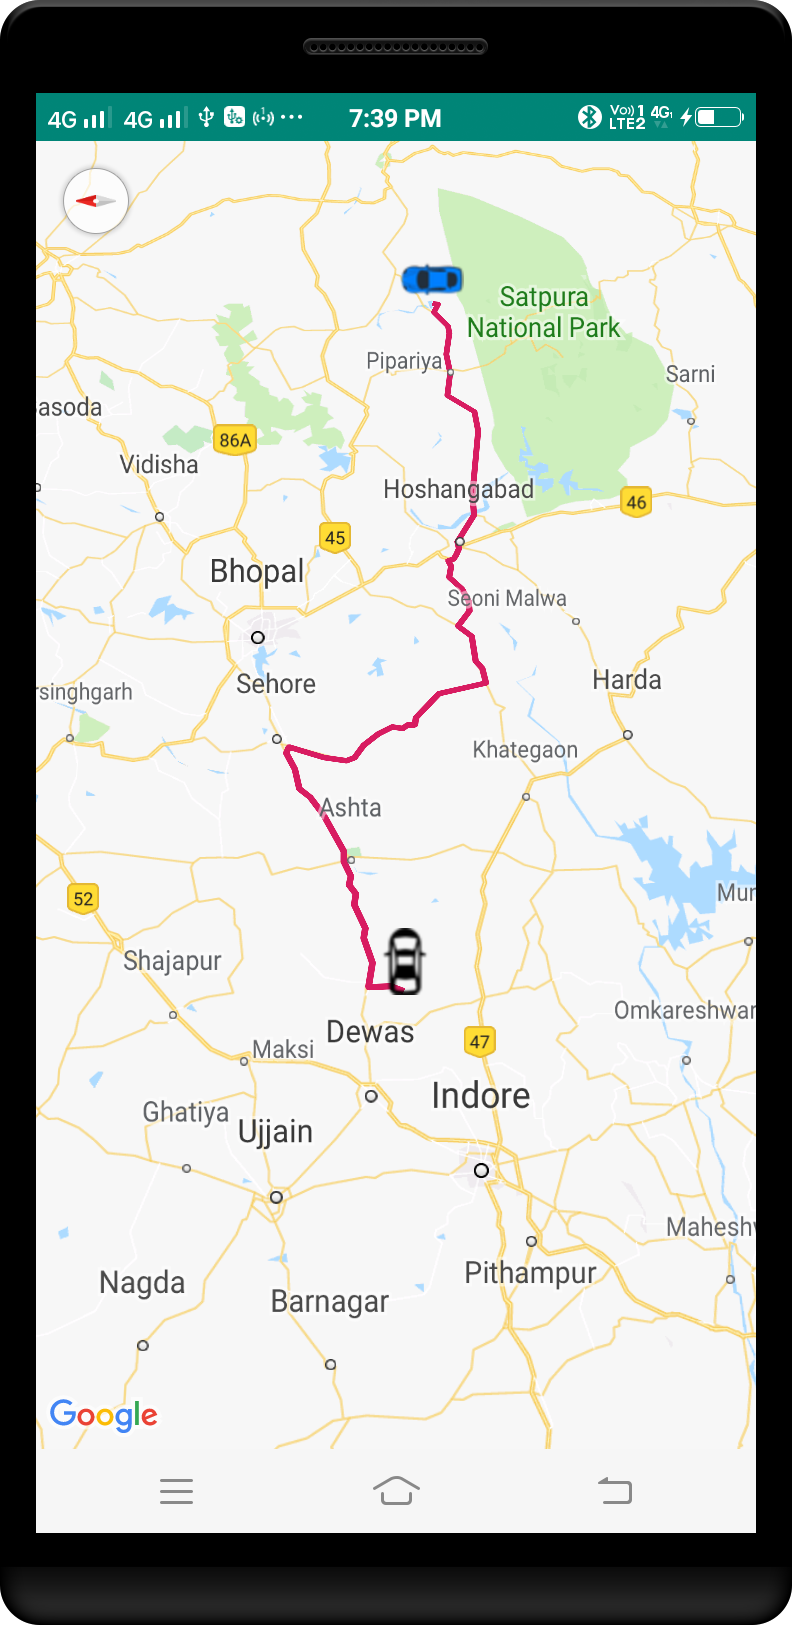 4G 4G 7:39 PM Vo)) 1 LTE2 4G
Satpura
National Park
Pipariya
Sarni
asoda
86A
Vidisha
Hoshangabad
46
45
Bhopal
Seoni Malwa
Sehore
Harda
rsinghgarh
Khategaon
Ashta
52
Mur
Shajapur
Omkareshwar
Dewas
47
Maksi
Indore
Ghatiya
Ujjain
Mahesh
Pithampur
Nagda
Barnagar
Google